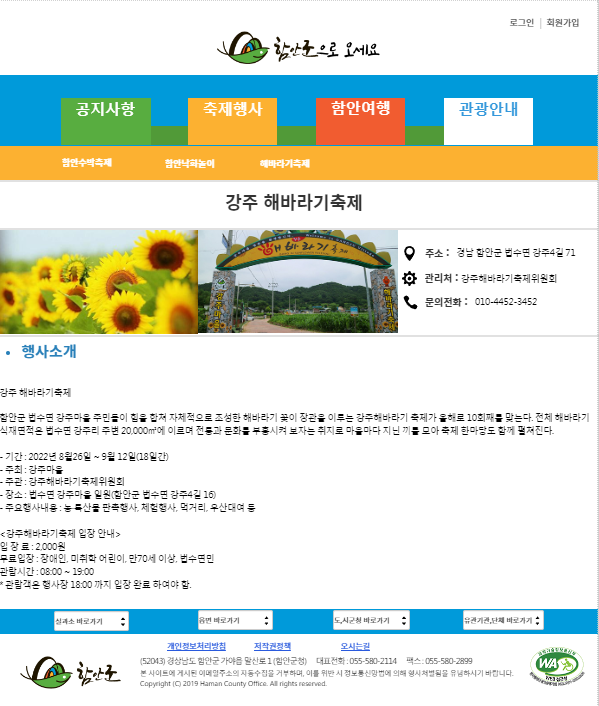 로그인 | 회원가입
함안군으로 오세요
공지사항 축제행사 함안여행 관광안내
함안수박축제 함안낙화놀이 해바라기축제
강주 해바라기축제
해바라기축제
주소 : 경남 함안군 법수면 강주4길 71
관리처 : 강주해바라기축제위원회
문의전화 : 010-4452-3452
• 행사소개
강주 해바라기축제
함안군 법수면 강주마을 주민들이 힘을 합쳐 자체적으로 조성한 해바라기 꽃이 장관을 이루는 강주해바라기 축제가 올해로 10회째를 맞는다. 전체 해바라기
식재면적은 법수면 강주리 주변 20,000㎡에 이르며 전통과 문화를 부흥시켜 보자는 취지로 마을마다 지닌 끼를 모아 축제 한마당도 함께 펼쳐진다.
- 기간 : 2022년 8월26일 ~ 9월 12일(18일간)
- 주최 : 강주마을
- 주관 : 강주해바라기축제위원회
- 장소 : 법수면 강주마을 일원(함안군 법수면 강주4길 16)
- 주요행사내용 : 농·특산물 판촉행사, 체험행사, 먹거리, 우산대여 등
<강주해바라기축제 입장 안내>
입 장 료 : 2,000원
무료입장 : 장애인, 미취학 어린이, 만70세 이상, 법수면민
관람시간 : 08:00 ~ 19:00
* 관람객은 행사장 18:00 까지 입장 완료 하여야 함.
실과소 바로가기 읍면 바로가기 도,시군청 바로가기 유관기관,단체 바로가기
개인정보처리방침 저작권정책 오시는길
함안군
(52043) 경상남도 함안군 가야읍 말산로 1 (함안군청) 대표전화 : 055-580-2114 팩스 : 055-580-2899
본 사이트에 게시된 이메일주소의 자동수집을 거부하며, 이를 위반 시 정보통신망법에 의해 형사처벌됨을 유념하시기 바랍니다.
Copyright (C) 2019 Haman County Office. All rights reserved.
WA
WEB 접근성